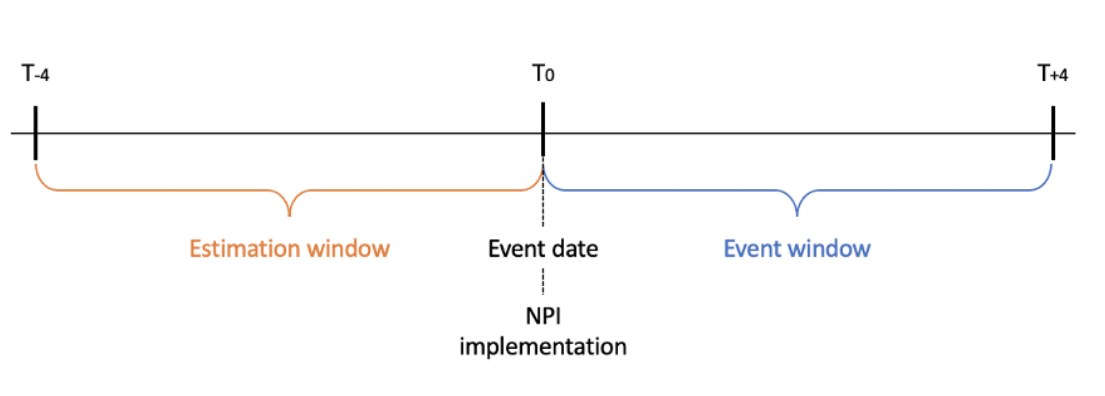 T-4
T0
T+4
Estimation window
Event date
Event window
NPI
implementation